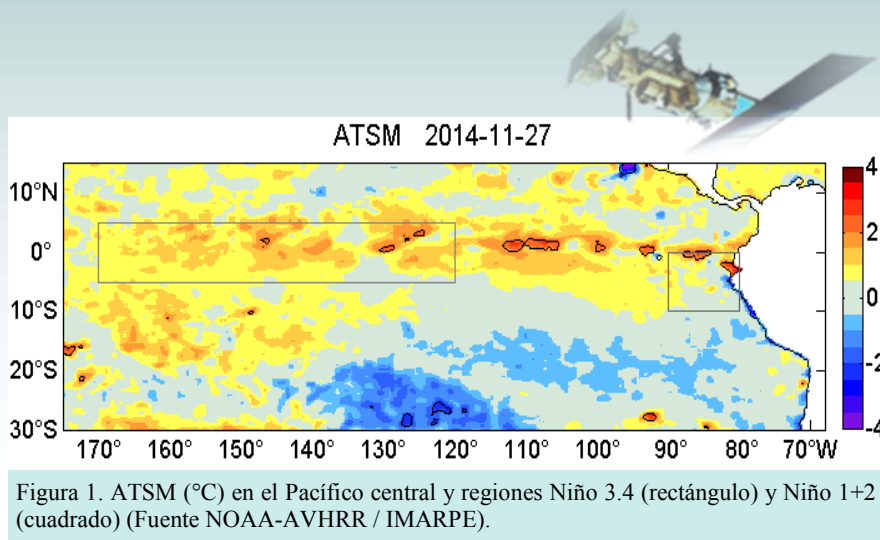 ATSM 2014-11-27
10°N
0°
10°S
20°S
30°S
170° 160° 150° 140° 130° 120° 110° 100° 90° 80° 70°W
4
2
0
-2
-4
Figura 1. ATSM (°C) en el Pacífico central y regiones Niño 3.4 (rectángulo) y Niño 1+2
(cuadrado) (Fuente NOAA-AVHRR / IMARPE).